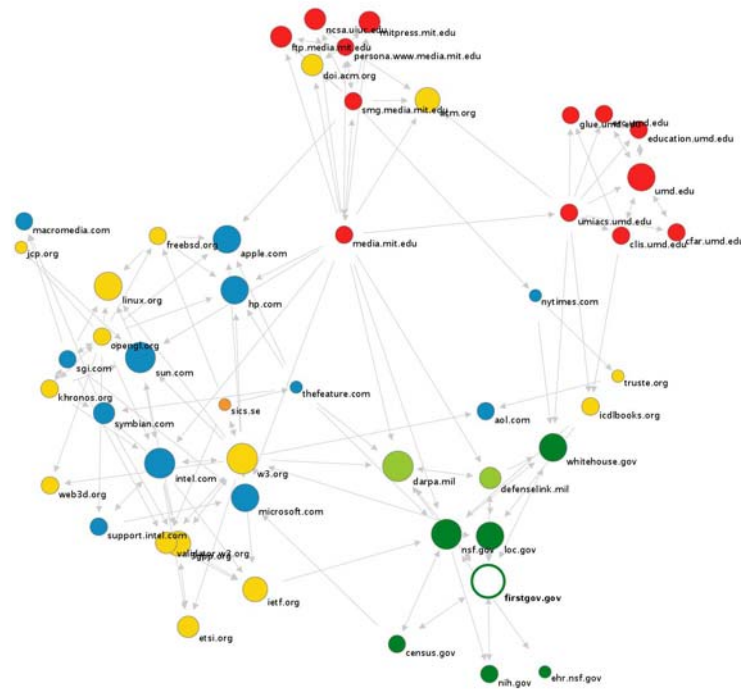 ncsa.uiuc.edu
mitpress.mit.edu
ftp.media.mit.edu
persona.www.media.mit.edu
doi.acm.org
smg.media.mit.edu
acm.org
glue.umd.edu
education.umd.edu
umd.edu
umiacs.umd.edu
clis.umd.edu
cfar.umd.edu
macromedia.com
jcp.org
freebsd.org
apple.com
media.mit.edu
linux.org
hp.com
nytimes.com
opengl.org
sgi.com
sun.com
khronos.org
thefeature.com
truste.org
sics.se
symbian.com
aol.com
icdlbooks.org
w3.org
intel.com
darpa.mil
whitehouse.gov
defenselink.mil
web3d.org
microsoft.com
support.intel.com
nsf.gov
loc.gov
ietf.org
firstgov.gov
etsi.org
census.gov
nih.gov
ehr.nsf.gov